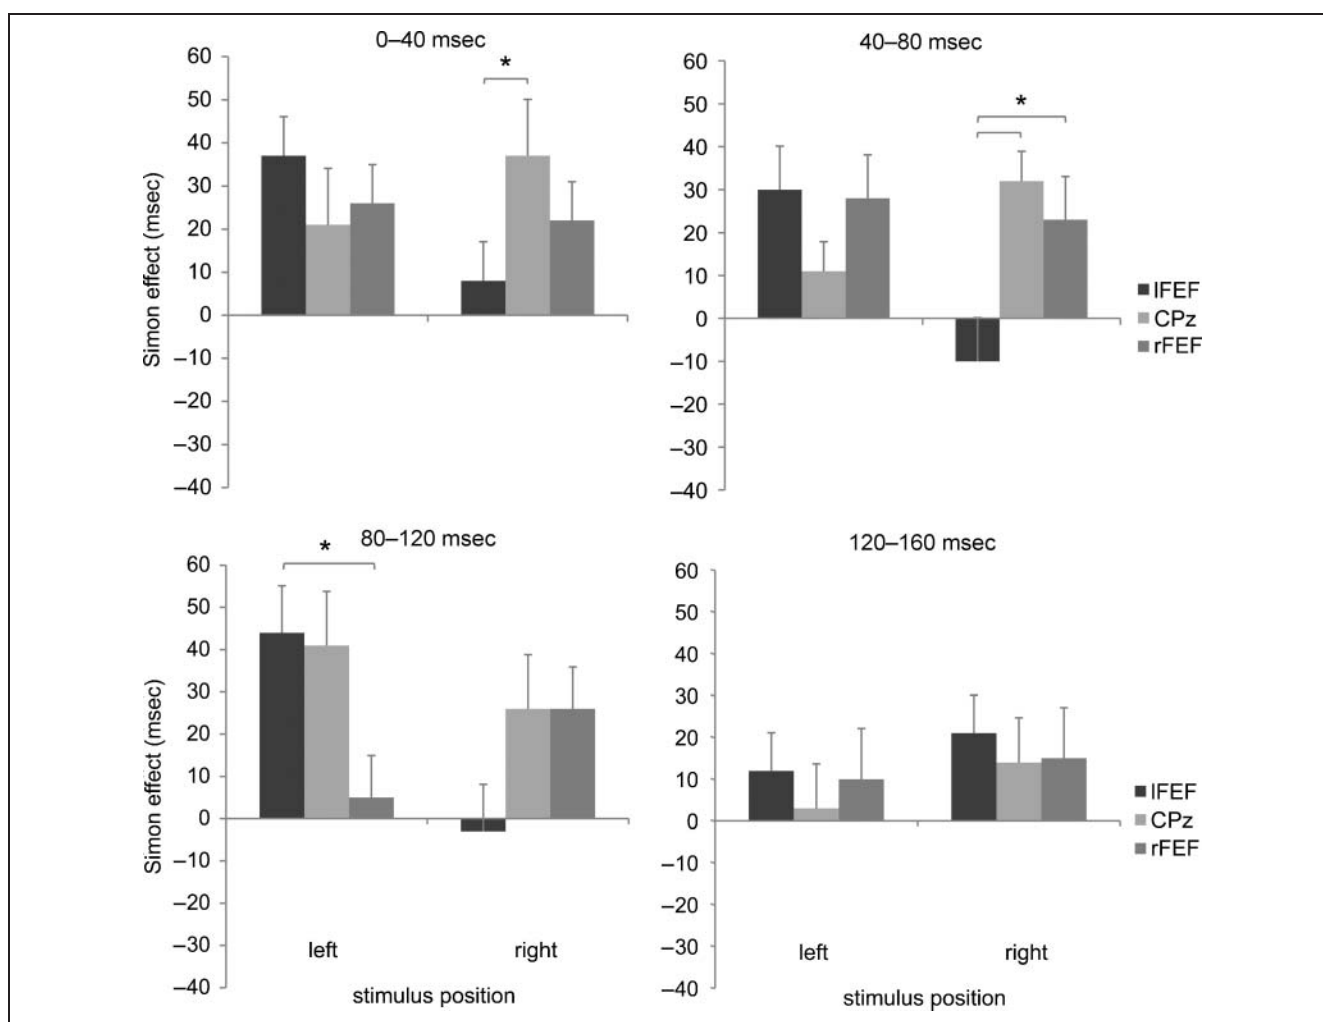 0–40 msec
*
60
50
40
30
20
10
0
–10
–20
–30
–40
Simon effect (msec)
40–80 msec
*
60
50
40
30
20
10
0
–10
–20
–30
–40
lFEF
CPz
rFEF
80–120 msec
*
60
50
40
30
20
10
0
–10
–20
–30
–40
Simon effect (msec)
left right
stimulus position
120–160 msec
60
50
40
30
20
10
0
–10
–20
–30
–40
lFEF
CPz
rFEF
left right
stimulus position